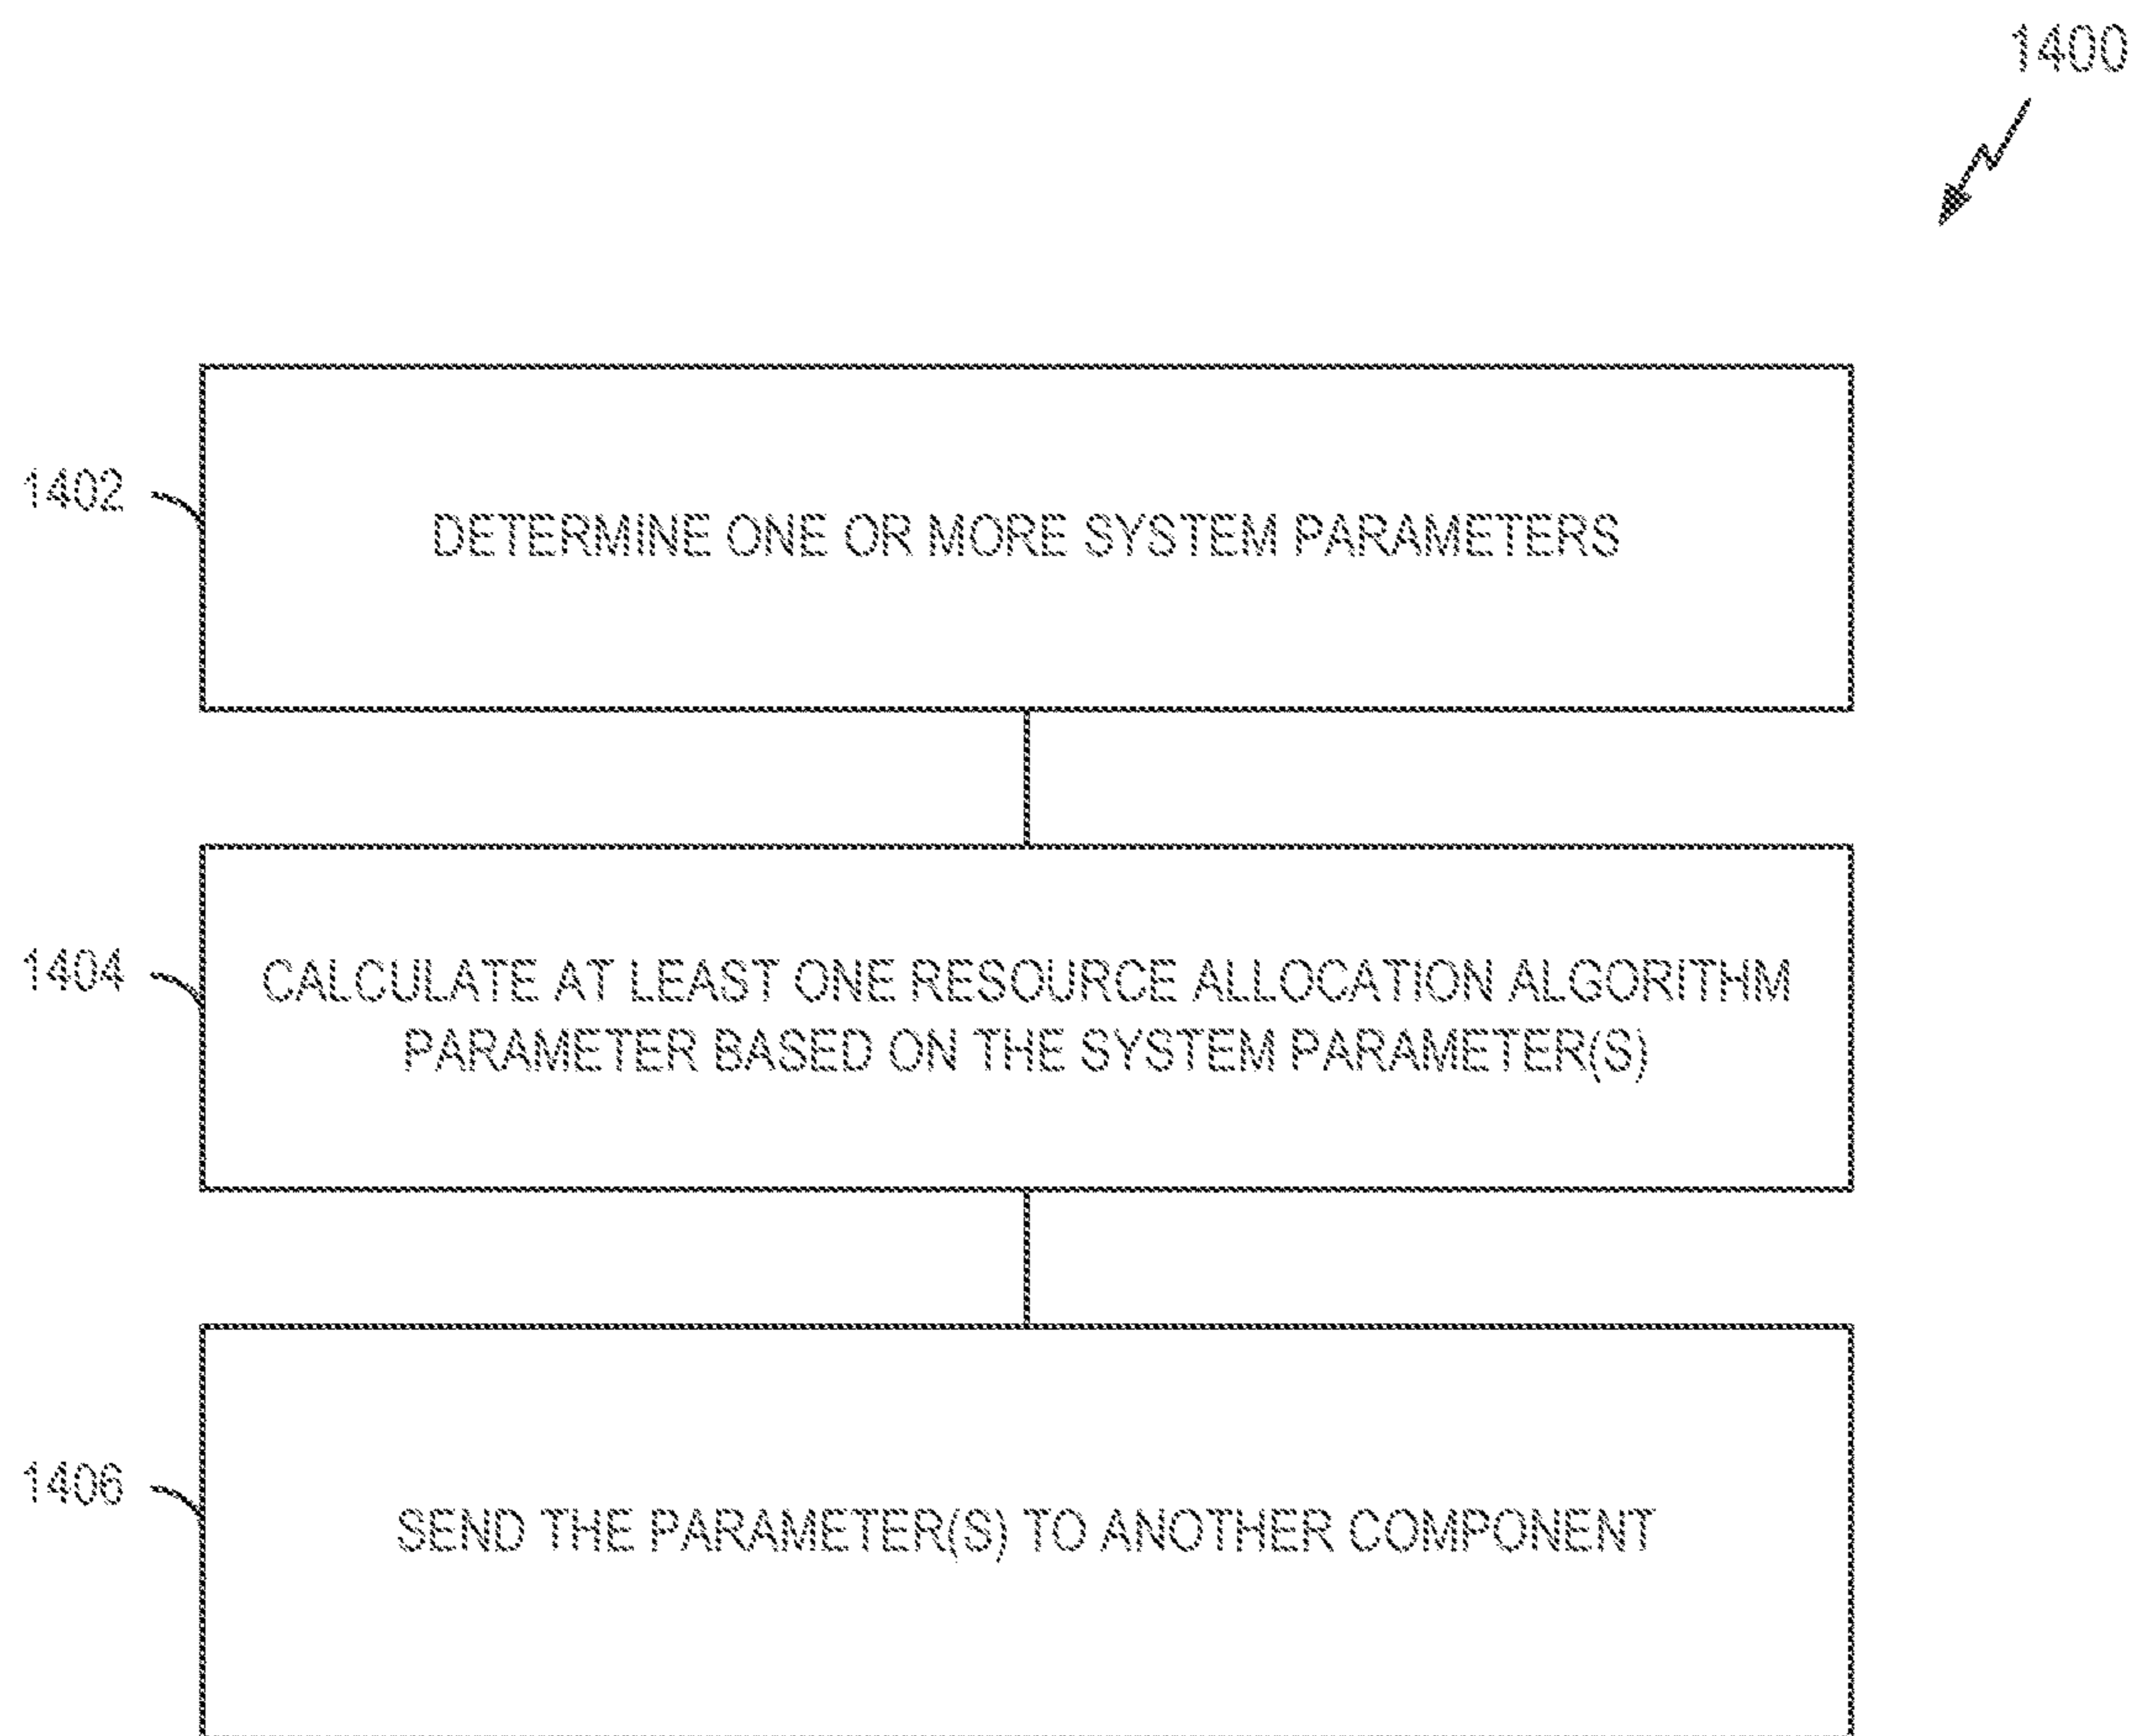 1400
1402
DETERMINE ONE OR MORE SYSTEM PARAMETERS
1404
CALCULATE AT LEAST ONE RESOURCE ALLOCATION ALGORITHM
PARAMETER BASED ON THE SYSTEM PARAMETER(S)
1406
SEND THE PARAMETER(S) TO ANOTHER COMPONENT